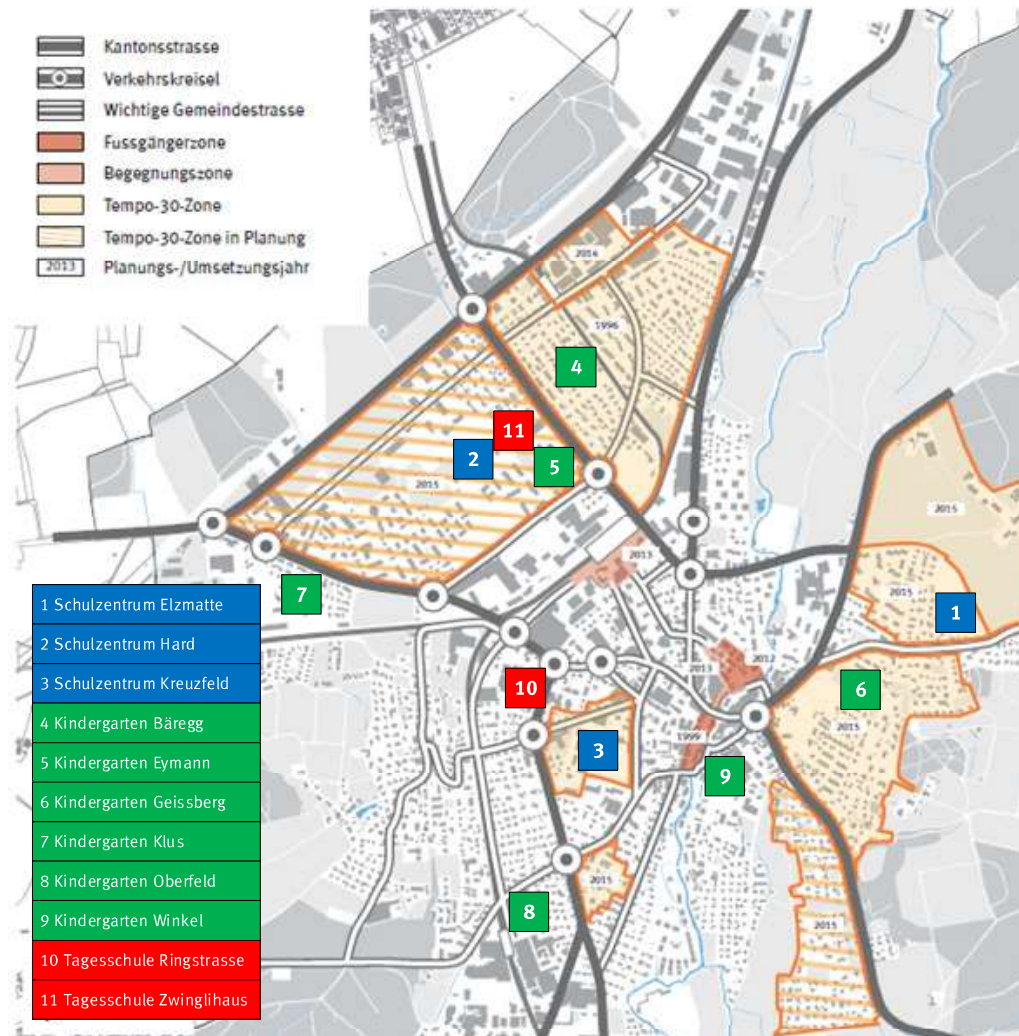 Kantonsstrasse
Verkehrskreisel
Wichtige Gemeindestrasse
Fussgängerzone
Begegnungszone
Tempo-30-Zone
Tempo-30-Zone in Planung
2013 Planungs-/Umsetzungsjahr
2014
1996
4
11
2
5
2015
2015
2013
7
2015
1
2012
2013
6
10
2015
3
1999
9
2015
8
2015
1 Schulzentrum Elzmatte
2 Schulzentrum Hard
3 Schulzentrum Kreuzfeld
4 Kindergarten Bäregg
5 Kindergarten Eymann
6 Kindergarten Geissberg
7 Kindergarten Klus
8 Kindergarten Oberfeld
9 Kindergarten Winkel
10 Tagesschule Ringstrasse
11 Tagesschule Zwinglihaus